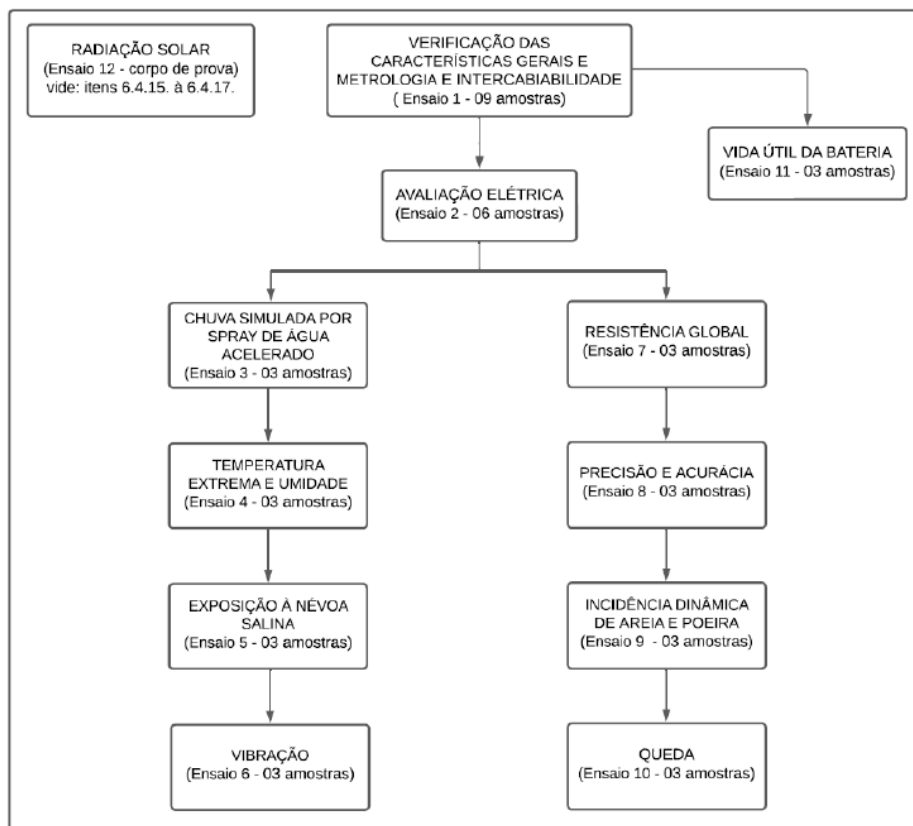 RADIAÇÃO SOLAR
(Ensaio 12 - corpo de prova)
vide: itens 6.4.15. à 6.4.17.
VERIFICAÇÃO DAS
CARACTERÍSTICAS GERAIS E
METROLOGIA E INTERCABIABILIDADE
( Ensaio 1 - 09 amostras)
VIDA ÚTIL DA BATERIA
(Ensaio 11 - 03 amostras)
AVALIAÇÃO ELÉTRICA
(Ensaio 2 - 06 amostras)
CHUVA SIMULADA POR
SPRAY DE ÁGUA
ACELERADO
(Ensaio 3 - 03 amostras)
RESISTÊNCIA GLOBAL
(Ensaio 7 - 03 amostras)
TEMPERATURA
EXTREMA E UMIDADE
(Ensaio 4 - 03 amostras)
PRECISÃO E ACURÁCIA
(Ensaio 8 - 03 amostras)
EXPOSIÇÃO À NÉVOA
SALINA
(Ensaio 5 - 03 amostras)
INCIDÊNCIA DINÂMICA
DE AREIA E POEIRA
(Ensaio 9 - 03 amostras)
VIBRAÇÃO
(Ensaio 6 - 03 amostras)
QUEDA
(Ensaio 10 - 03 amostras)